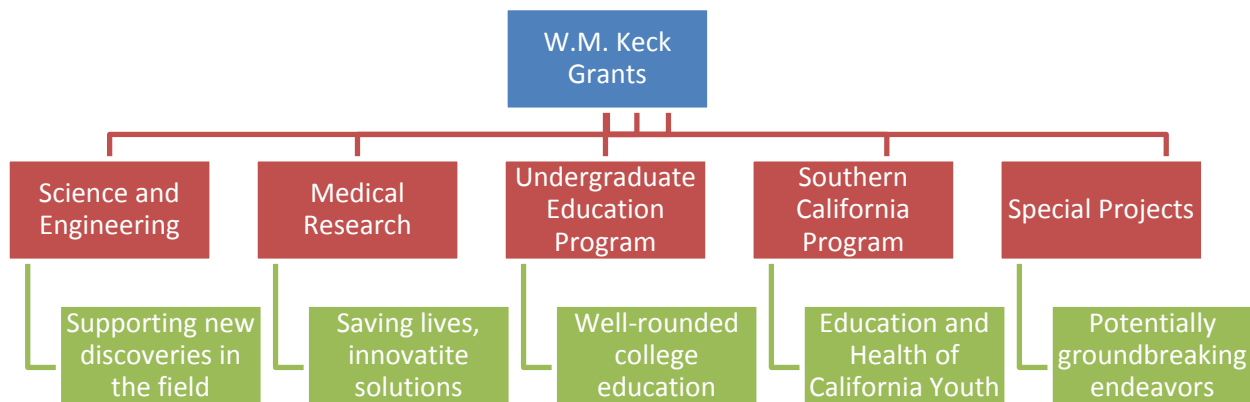 W.M. Keck
Grants
Science and
Engineering
Medical
Research
Undergraduate
Education
Program
Southern
California
Program
Special Projects
Supporting new
discoveries in
the field
Saving lives,
innovatite
solutions
Well-rounded
college
education
Education and
Health of
California Youth
Potentially
groundbreaking
endeavors